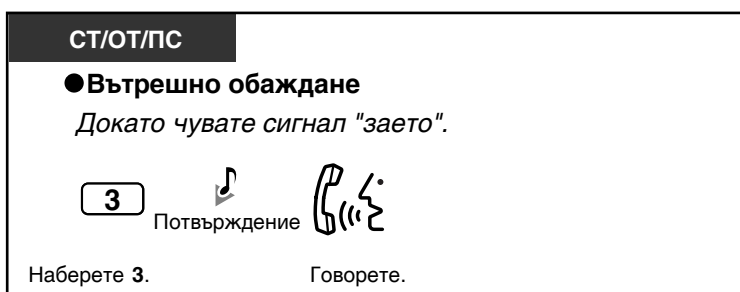 СТ/ОТ/ПС
●Вътрешно обаждане
Докато чувате сигнал "заето".
3
Потвърждение
Наберете 3. Говорете.